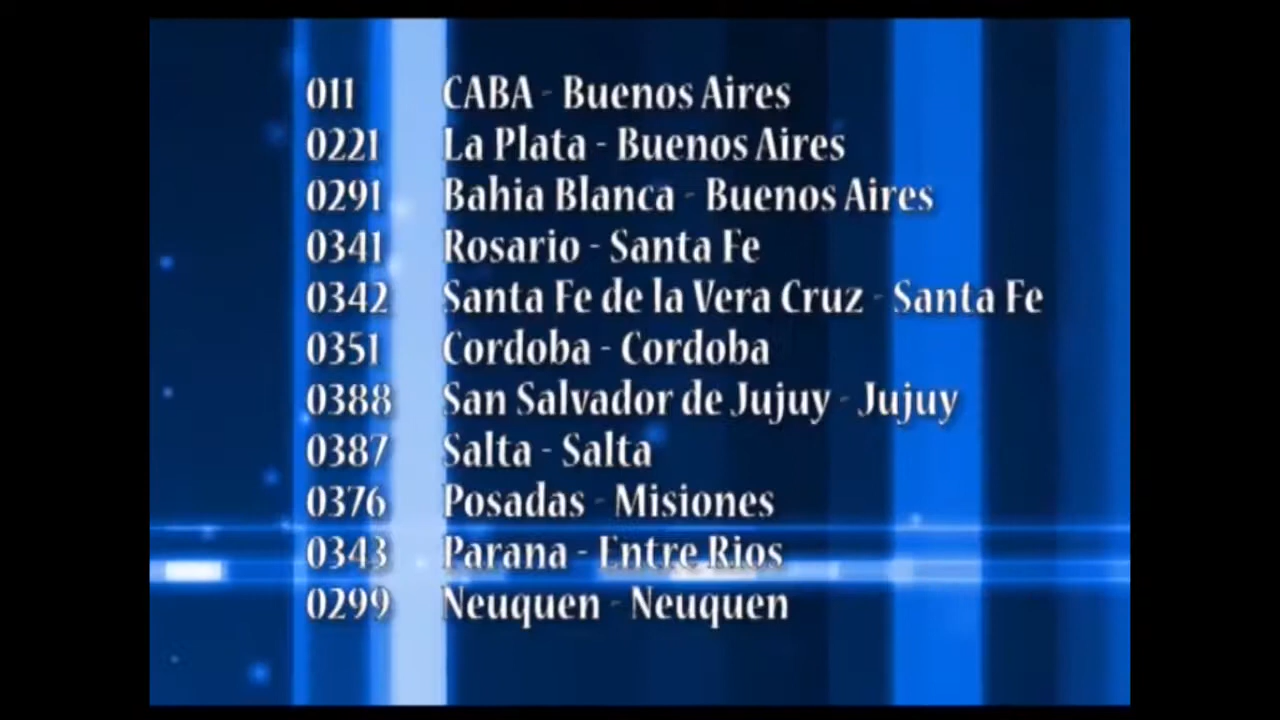 011 CABA - Buenos Aires
0221 La Plata - Buenos Aires
0291 Bahia Blanca - Buenos Aires
0341 Rosario - Santa Fe
0342 Santa Fe de la Vera Cruz - Santa Fe
0351 Cordoba - Cordoba
0388 San Salvador de Jujuy - Jujuy
0387 Salta - Salta
0376 Posadas - Misiones
0343 Parana - Entre Rios
0299 Neuquen - Neuquen